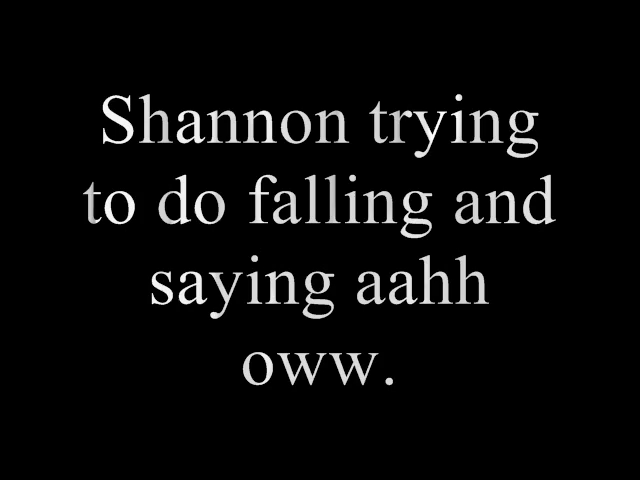 Shannon trying
to do falling and
saying aahh
oww.